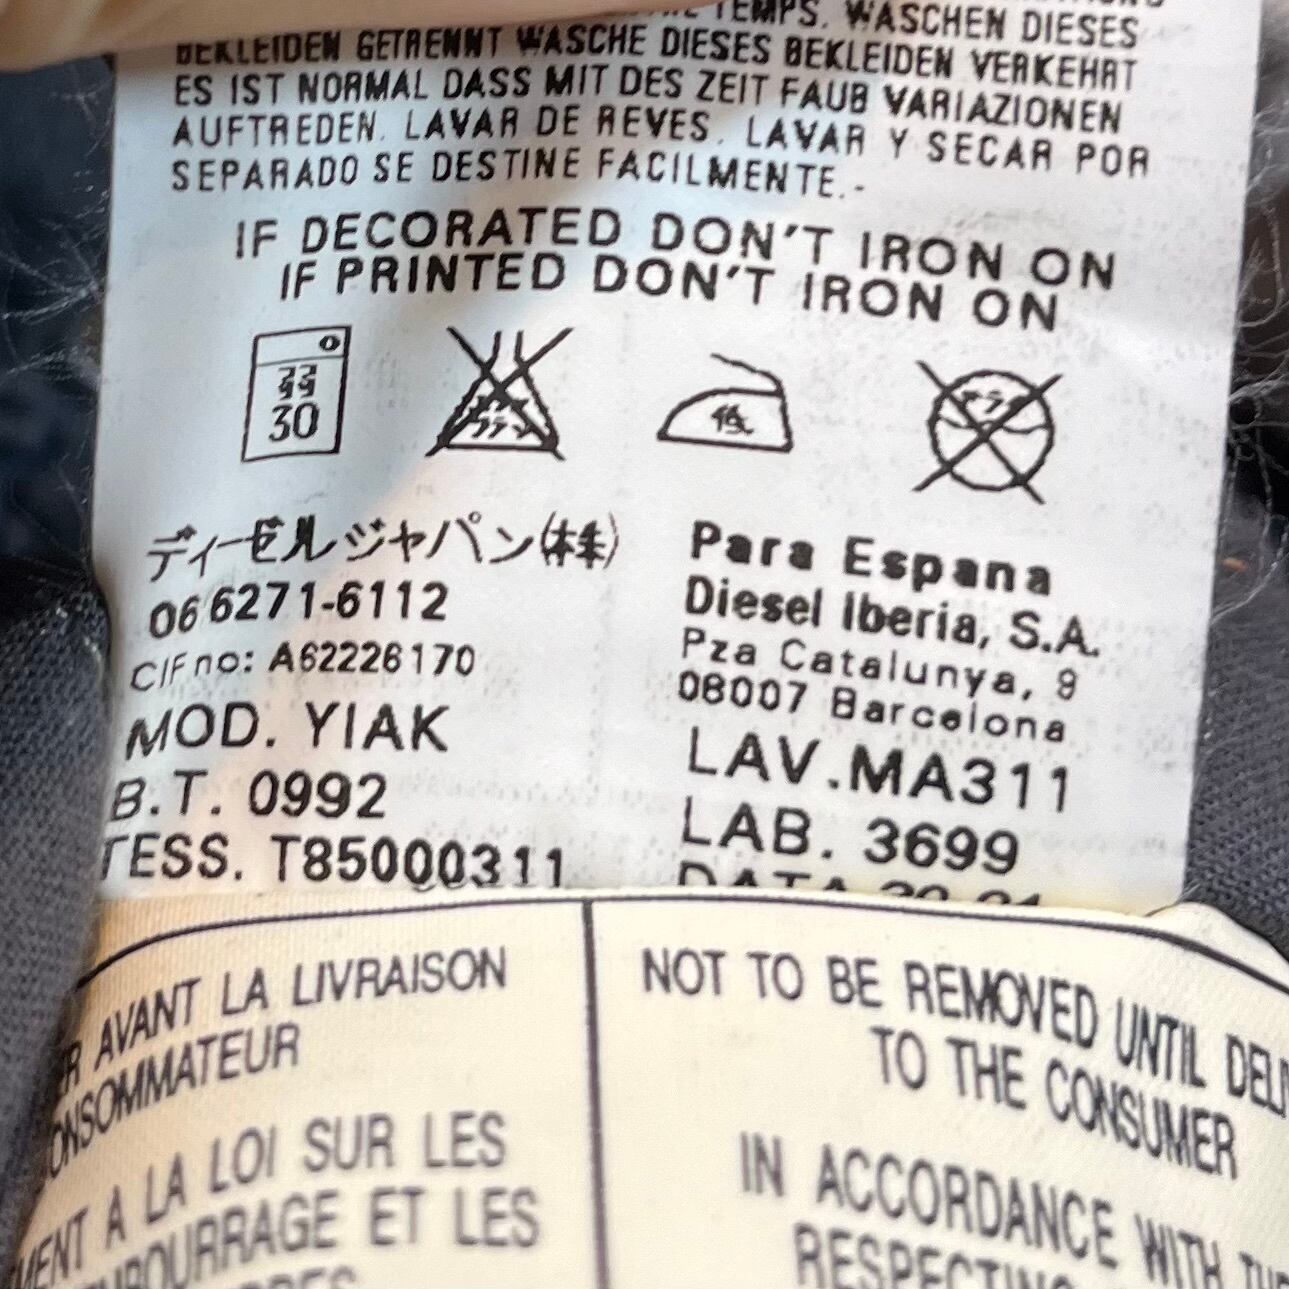 TEMPS. WASCHEN DIESES
BEKLEIDEN GETRENNT WASCHE DIESES BEKLEIDEN VERKEHRT
ES IST NORMAL DASS MIT DES ZEIT FAUB VARIAZIONEN
AUFTREDEN. LAVAR DE REVES. LAVAR Y SECAR POR
SEPARADO SE DESTINE FACILMENTE.-
IF DECORATED DON'T IRON ON
IF PRINTED DON'T IRON ON
30
低
ディーゼルジャパン(株)
06 6271-6112
CIF no: A62226170
MOD. YIAK
B.T. 0992
TESS. T85000311
Para Espana
Diesel Iberia, S.A.
Pza Catalunya, 9
08007 Barcelona
LAV.MA311
LAB. 3699
DATA
AVANT LA LIVRAISON
CONSOMMATEUR
A LA LOI SUR LES
ET LES
NOT TO BE REMOVED UNTIL
TO THE CONSUMER
IN ACCORDANCE WITH